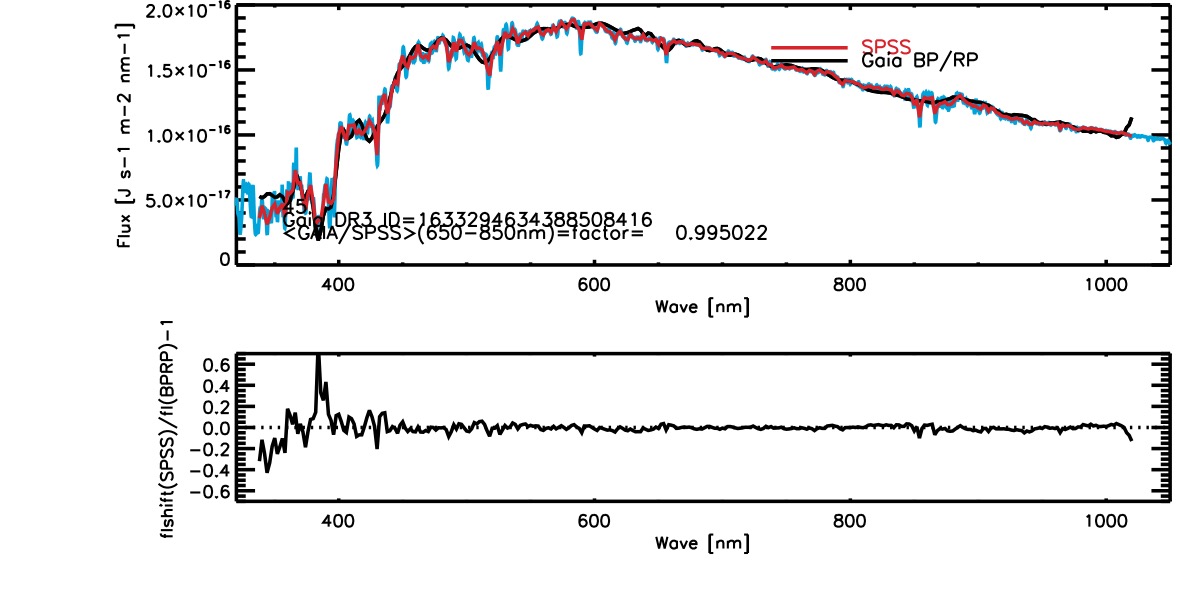 2.0×10−16
1.5×10−16
1.0×10−16
5.0×10−17
0
Flux [J s−1 m−2 nm−1]
SPSS
Gaia BP/RP
45
Gaia DR3 ID=1633294634388508416
<GAIA/SPSS>(650−850nm)=factor= 0.995022
400 600 800 1000
Wave [nm]
flshift(SPSS)/fl(BPRP)−1
0.6
0.4
0.2
0.0
−0.2
−0.4
−0.6
400 600 800 1000
Wave [nm]